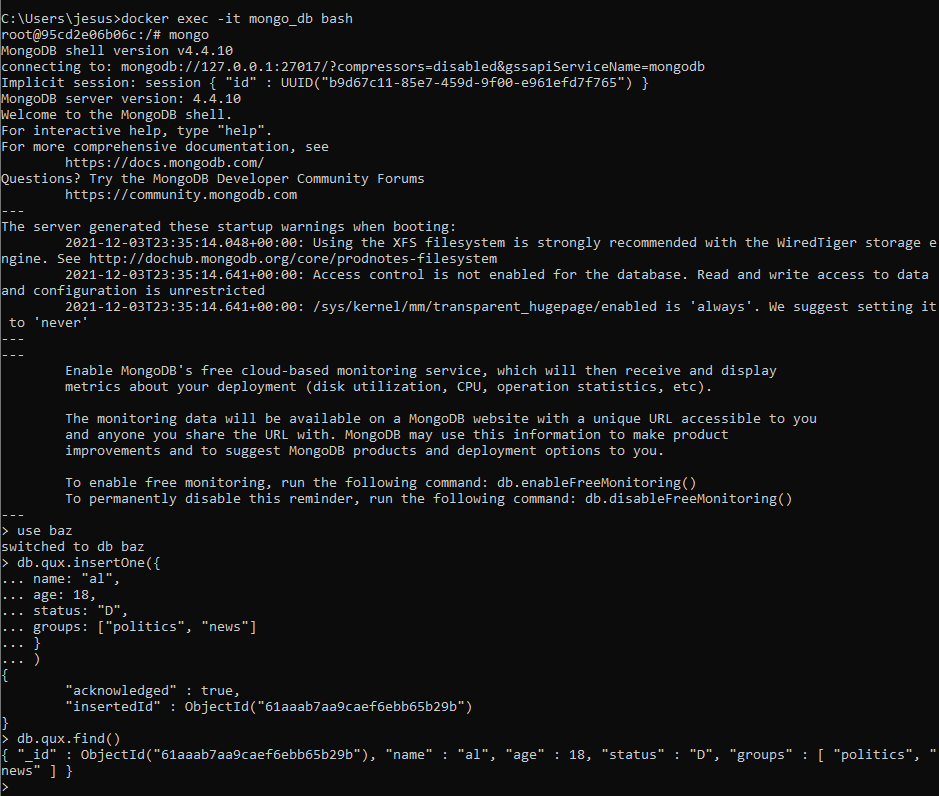 C:\Users\jesus>docker exec -it mongo_db bash
root@95cd2e06b06c:/# mongo
MongoDB shell version v4.4.10
connecting to: mongodb://127.0.0.1:27017/?compressors=disabled&gssapiServiceName=mongodb
Implicit session: session { "id" : UUID("b9d67c11-85e7-459d-9f00-e961efd7f765") }
MongoDB server version: 4.4.10
Welcome to the MongoDB shell.
For interactive help, type "help".
For more comprehensive documentation, see
        https://docs.mongodb.com/
Questions? Try the MongoDB Developer Community Forums
        https://community.mongodb.com
---
The server generated these startup warnings when booting:
        2021-12-03T23:35:14.048+00:00: Using the XFS filesystem is strongly recommended with the WiredTiger storage e
ngine. See http://dochub.mongodb.org/core/prodnotes-filesystem
        2021-12-03T23:35:14.641+00:00: Access control is not enabled for the database. Read and write access to data
and configuration is unrestricted
        2021-12-03T23:35:14.641+00:00: /sys/kernel/mm/transparent_hugepage/enabled is 'always'. We suggest setting it
 to 'never'
---
---
        Enable MongoDB's free cloud-based monitoring service, which will then receive and display
        metrics about your deployment (disk utilization, CPU, operation statistics, etc).

        The monitoring data will be available on a MongoDB website with a unique URL accessible to you
        and anyone you share the URL with. MongoDB may use this information to make product
        improvements and to suggest MongoDB products and deployment options to you.

        To enable free monitoring, run the following command: db.enableFreeMonitoring()
        To permanently disable this reminder, run the following command: db.disableFreeMonitoring()
---
> use baz
switched to db baz
> db.qux.insertOne({
... name: "al",
... age: 18,
... status: "D",
... groups: ["politics", "news"]
... }
... )
{
        "acknowledged" : true,
        "insertedId" : ObjectId("61aaab7aa9caef6ebb65b29b")
}
> db.qux.find()
{ "_id" : ObjectId("61aaab7aa9caef6ebb65b29b"), "name" : "al", "age" : 18, "status" : "D", "groups" : [ "politics", "
news" ] }
>